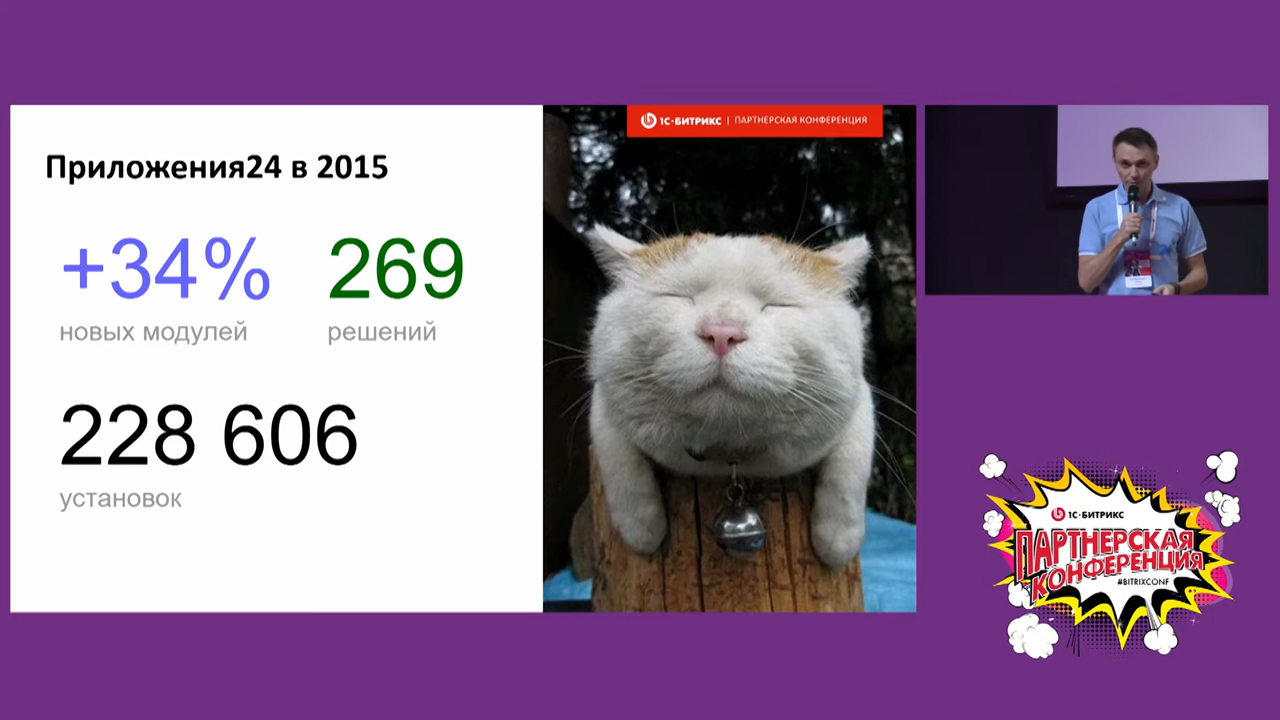 1С-БИТРИКС | ПАРТНЕРСКАЯ КОНФЕРЕНЦИЯ
Приложения24 в 2015
+34% 269
новых модулей решений
228 606
установок
1С-БИТРИКС
ПАРТНЕРСКАЯ
КОНФЕРЕНЦИЯ
#BITRIXCONF